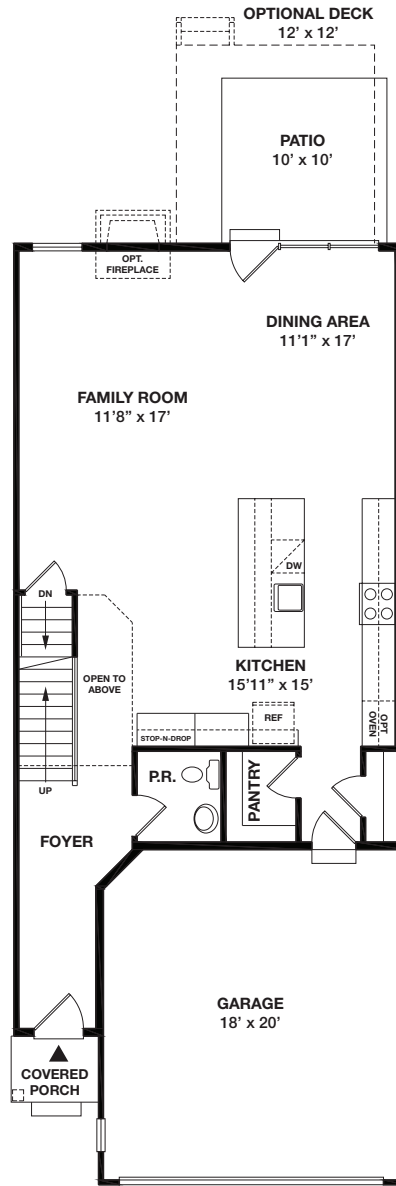 OPTIONAL DECK
12’ x 12’
PATIO
10’ x 10’
OPT.
FIREPLACE
DINING AREA
11’1” x 17’
FAMILY ROOM
11’8” x 17’
DW
DN
OPEN TO
ABOVE
KITCHEN
15’11” x 15’
REF
OPT
OVEN
STOP-N-DROP
UP
P.R.
PANTRY
FOYER
GARAGE
18’ x 20’
COVERED
PORCH